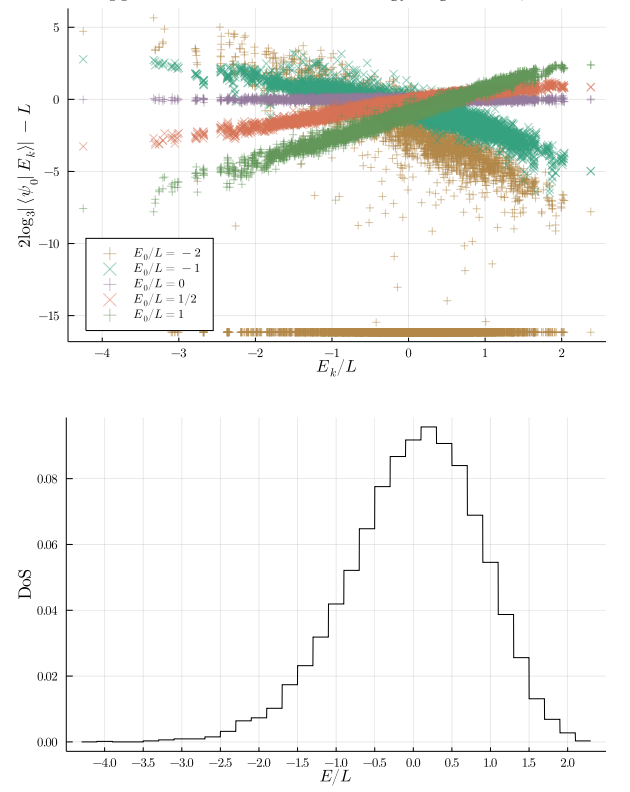 5
0
−5
−10
−15
2log₃|⟨ψ₀|E_k⟩| − L
E₀/L = − 2
E₀/L = − 1
E₀/L = 0
E₀/L = 1/2
E₀/L = 1
−4 −3 −2 −1 0 1 2
E_k/L
0.08
0.06
0.04
0.02
0.00
DoS
−4.0 −3.5 −3.0 −2.5 −2.0 −1.5 −1.0 −0.5 0.0 0.5 1.0 1.5 2.0
E/L